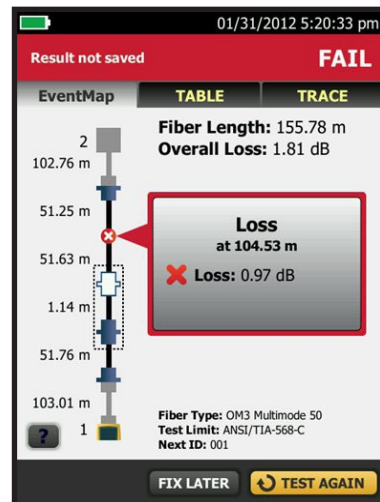 01/31/2012 5:20:33 pm
Result not saved
FAIL
EventMap
TABLE
TRACE
Fiber Length: 155.78 m
Overall Loss: 1.81 dB
2
102.76 m
51.25 m
51.63 m
1.14 m
51.76 m
103.01 m
1
Loss
at 104.53 m
Loss: 0.97 dB
Fiber Type: OM3 Multimode 50
Test Limit: ANSI/TIA-568-C
Next ID: 001
?
FIX LATER
TEST AGAIN